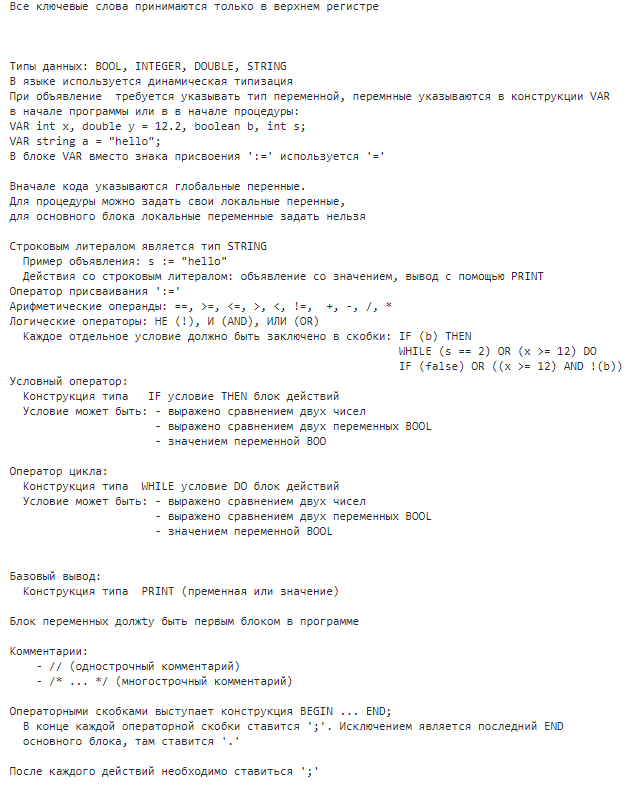 Все ключевые слова принимаются только в верхнем регистре
Типы данных: BOOL, INTEGER, DOUBLE, STRING
В языке используется динамическая типизация
При объявление  требуется указывать тип переменной, перемнные указываются в конструкции VAR
в начале программы или в в начале процедуры:
VAR int x, double y = 12.2, boolean b, int s;
VAR string a = "hello";
В блоке VAR вместо знака присвоения ':=' используется '='
Вначале кода указываются глобальные перенные.
Для процедуры можно задать свои локальные перенные,
для основного блока локальные переменные задать нельзя
Строковым литералом является тип STRING
Пример объявления: s := "hello"
Действия со строковым литералом: объявление со значением, вывод с помощью PRINT
Оператор присваивания ':='
Арифметические операнды: ==, >=, <=, >, <, !=,  +, -, /, *
Логические операторы: НЕ (!), И (AND), ИЛИ (OR)
Каждое отдельное условие должно быть заключено в скобки: IF (b) THEN
WHILE (s == 2) OR (x >= 12) DO
IF (false) OR ((x >= 12) AND !(b))
Условный оператор:
Конструкция типа   IF условие THEN блок действий
Условие может быть: - выражено сравнением двух чисел
- выражено сравнением двух переменных BOOL
- значением переменной BOO
Оператор цикла:
Конструкция типа  WHILE условие DO блок действий
Условие может быть: - выражено сравнением двух чисел
- выражено сравнением двух переменных BOOL
- значением переменной BOOL
Базовый вывод:
Конструкция типа  PRINT (пременная или значение)
Блок переменных должty быть первым блоком в программе
Комментарии:
- // (однострочный комментарий)
- /* ... */ (многострочный комментарий)
Операторными скобками выступает конструкция BEGIN ... END;
В конце каждой операторной скобки ставится ';'. Исключением является последний END
основного блока, там ставится '.'
После каждого действий необходимо ставиться ';'